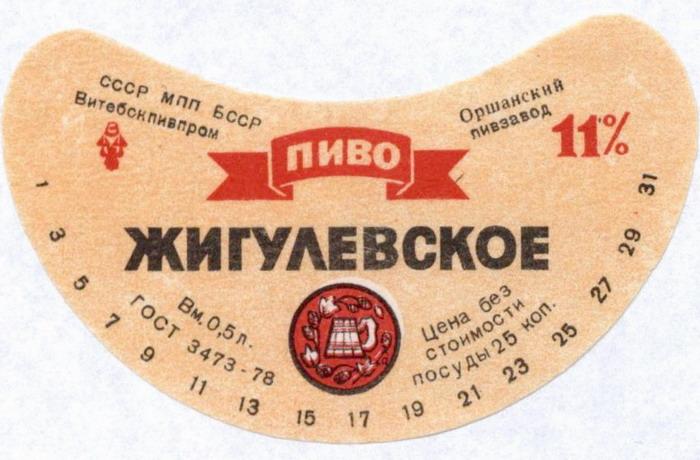 СССР МПП БССР
Витебскпивпром
Оршанский
пивзавод
11%
ПИВО
ЖИГУЛЕВСКОЕ
Вм. 0,5 л.
ГОСТ 3473-78
Цена без
стоимости
посуды 25 коп.
1 3 5 7 9 11 13 15 17 19 21 23 25 27 29 31